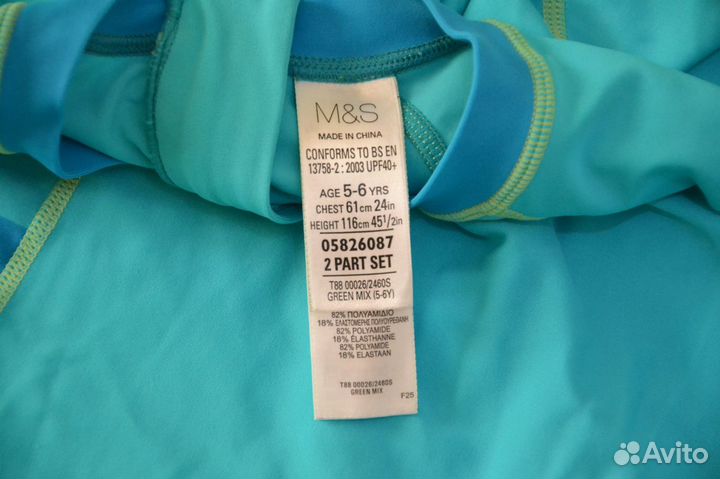 M&S
MADE IN CHINA
CONFORMS TO BS EN
13758-2 : 2003 UPF40+
AGE 5-6 YRS
CHEST 61cm 24in
HEIGHT 116cm 45½in
05826087
2 PART SET
T88 00026/2460S
GREEN MIX (5-6Y)
82% ΠΟΛΥΑΜΙΔΙΟ
18% ΕΛΑΣΤΟΜΕΡΗΣ ΠΟΛΥΟΥΡΕΘΑΝΗ
82% POLYAMIDE
18% ÉLASTHANNE
82% POLYAMIDE
18% ELASTAAN
T88 00026/2460S
GREEN MIX
F25
Avito